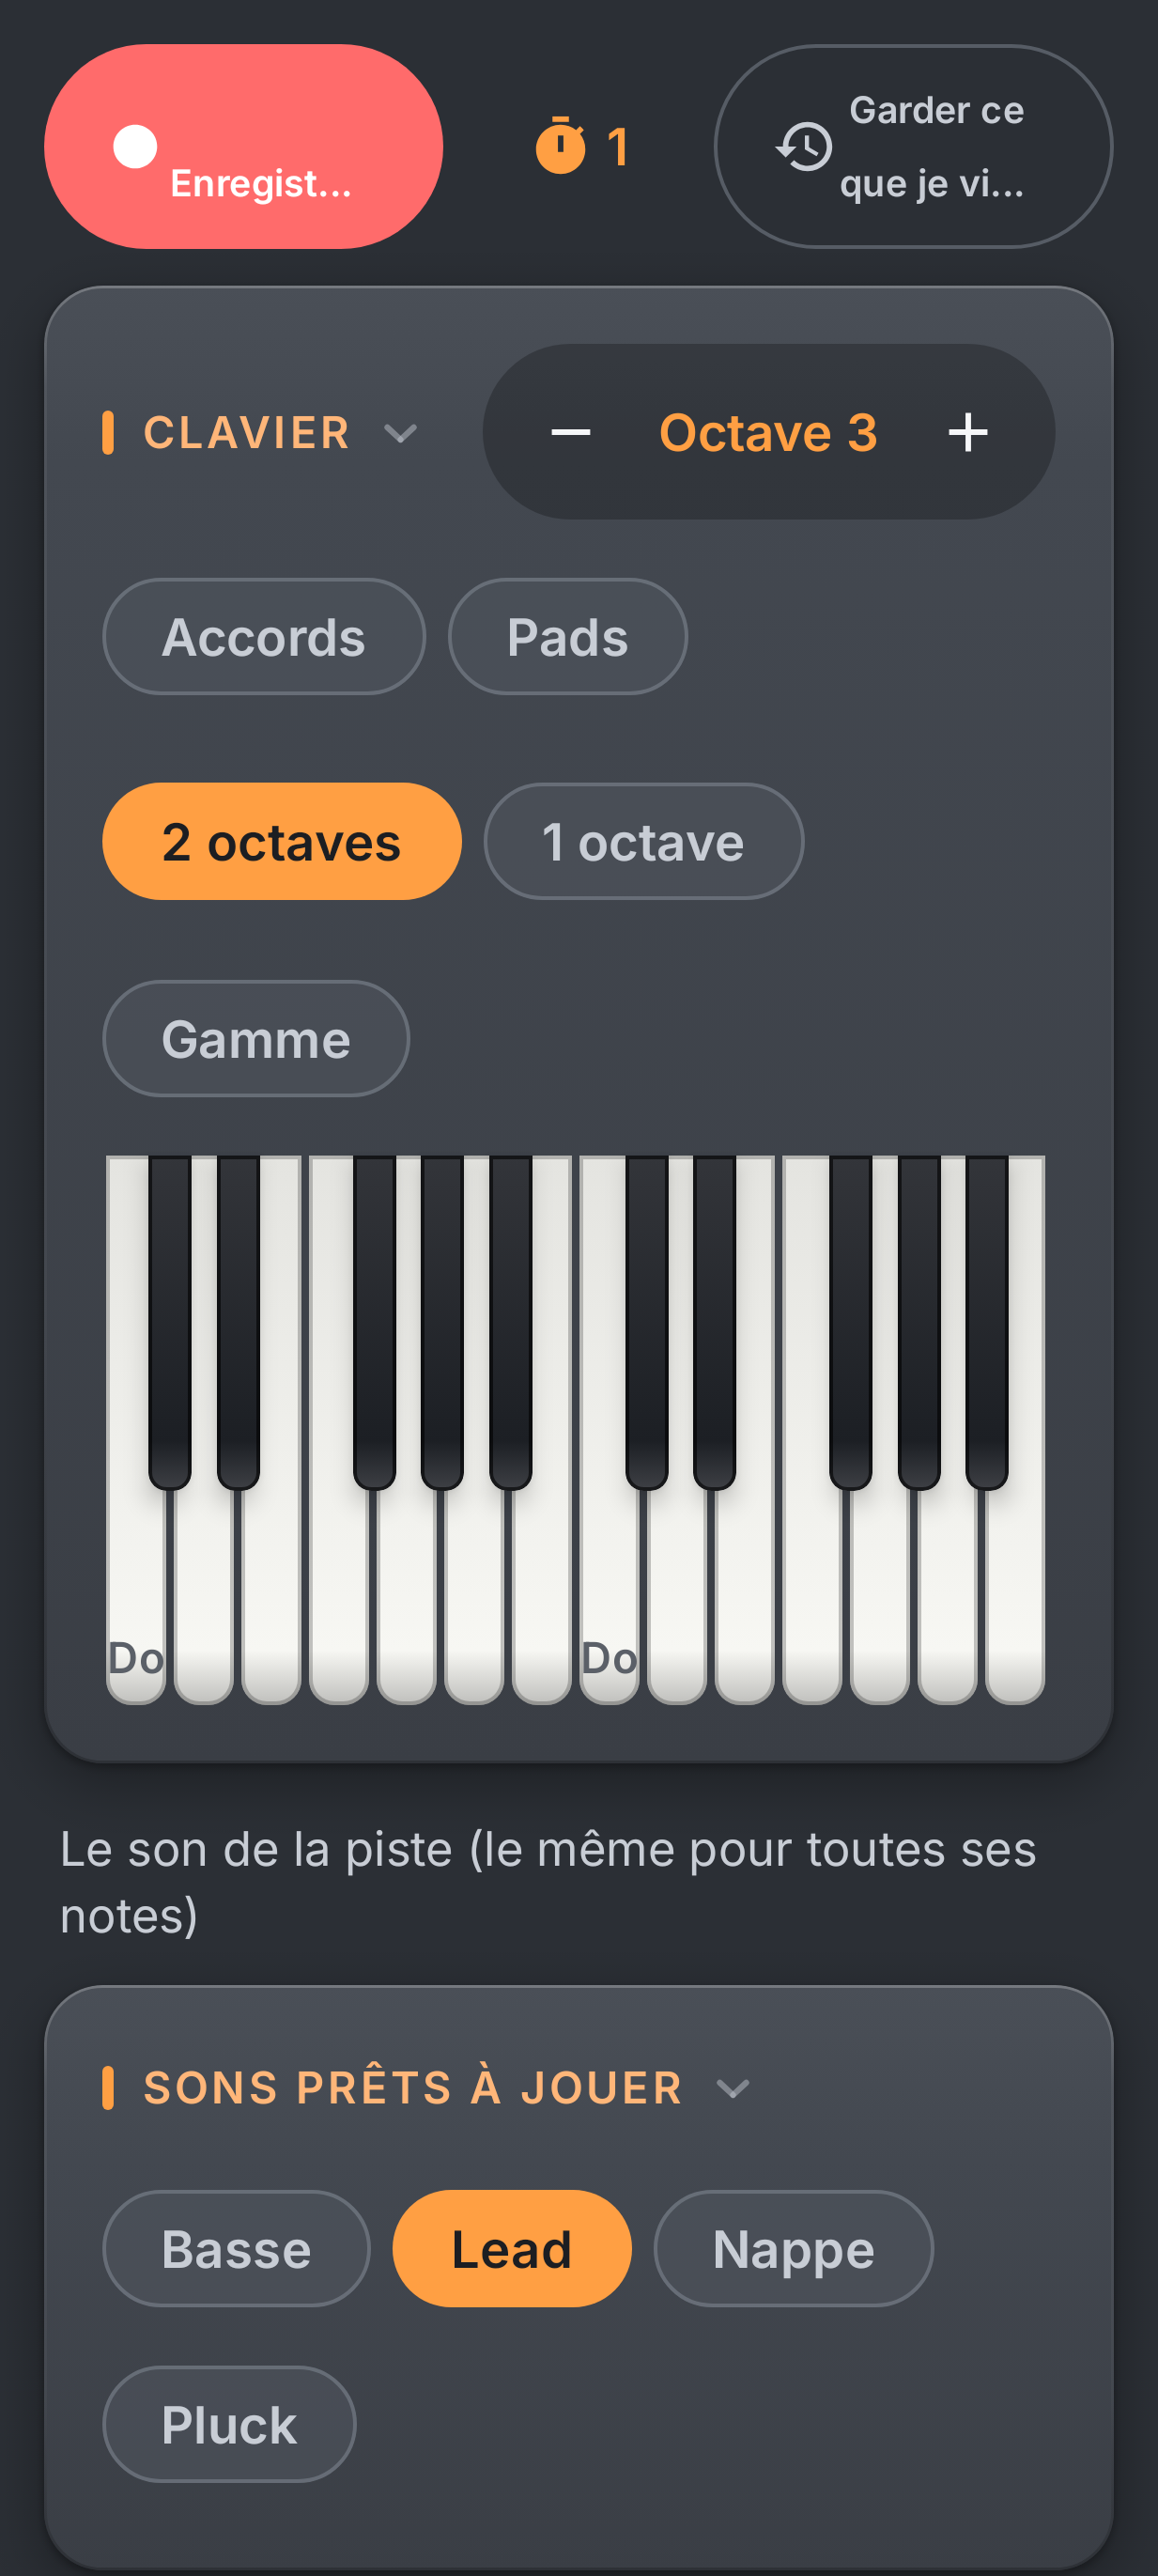 Enregist...
1
Garder ce
que je vi...
CLAVIER
Octave 3
Accords
Pads
2 octaves
1 octave
Gamme
Do
Do
Le son de la piste (le même pour toutes ses
notes)
SONS PRÊTS À JOUER
Basse
Lead
Nappe
Pluck